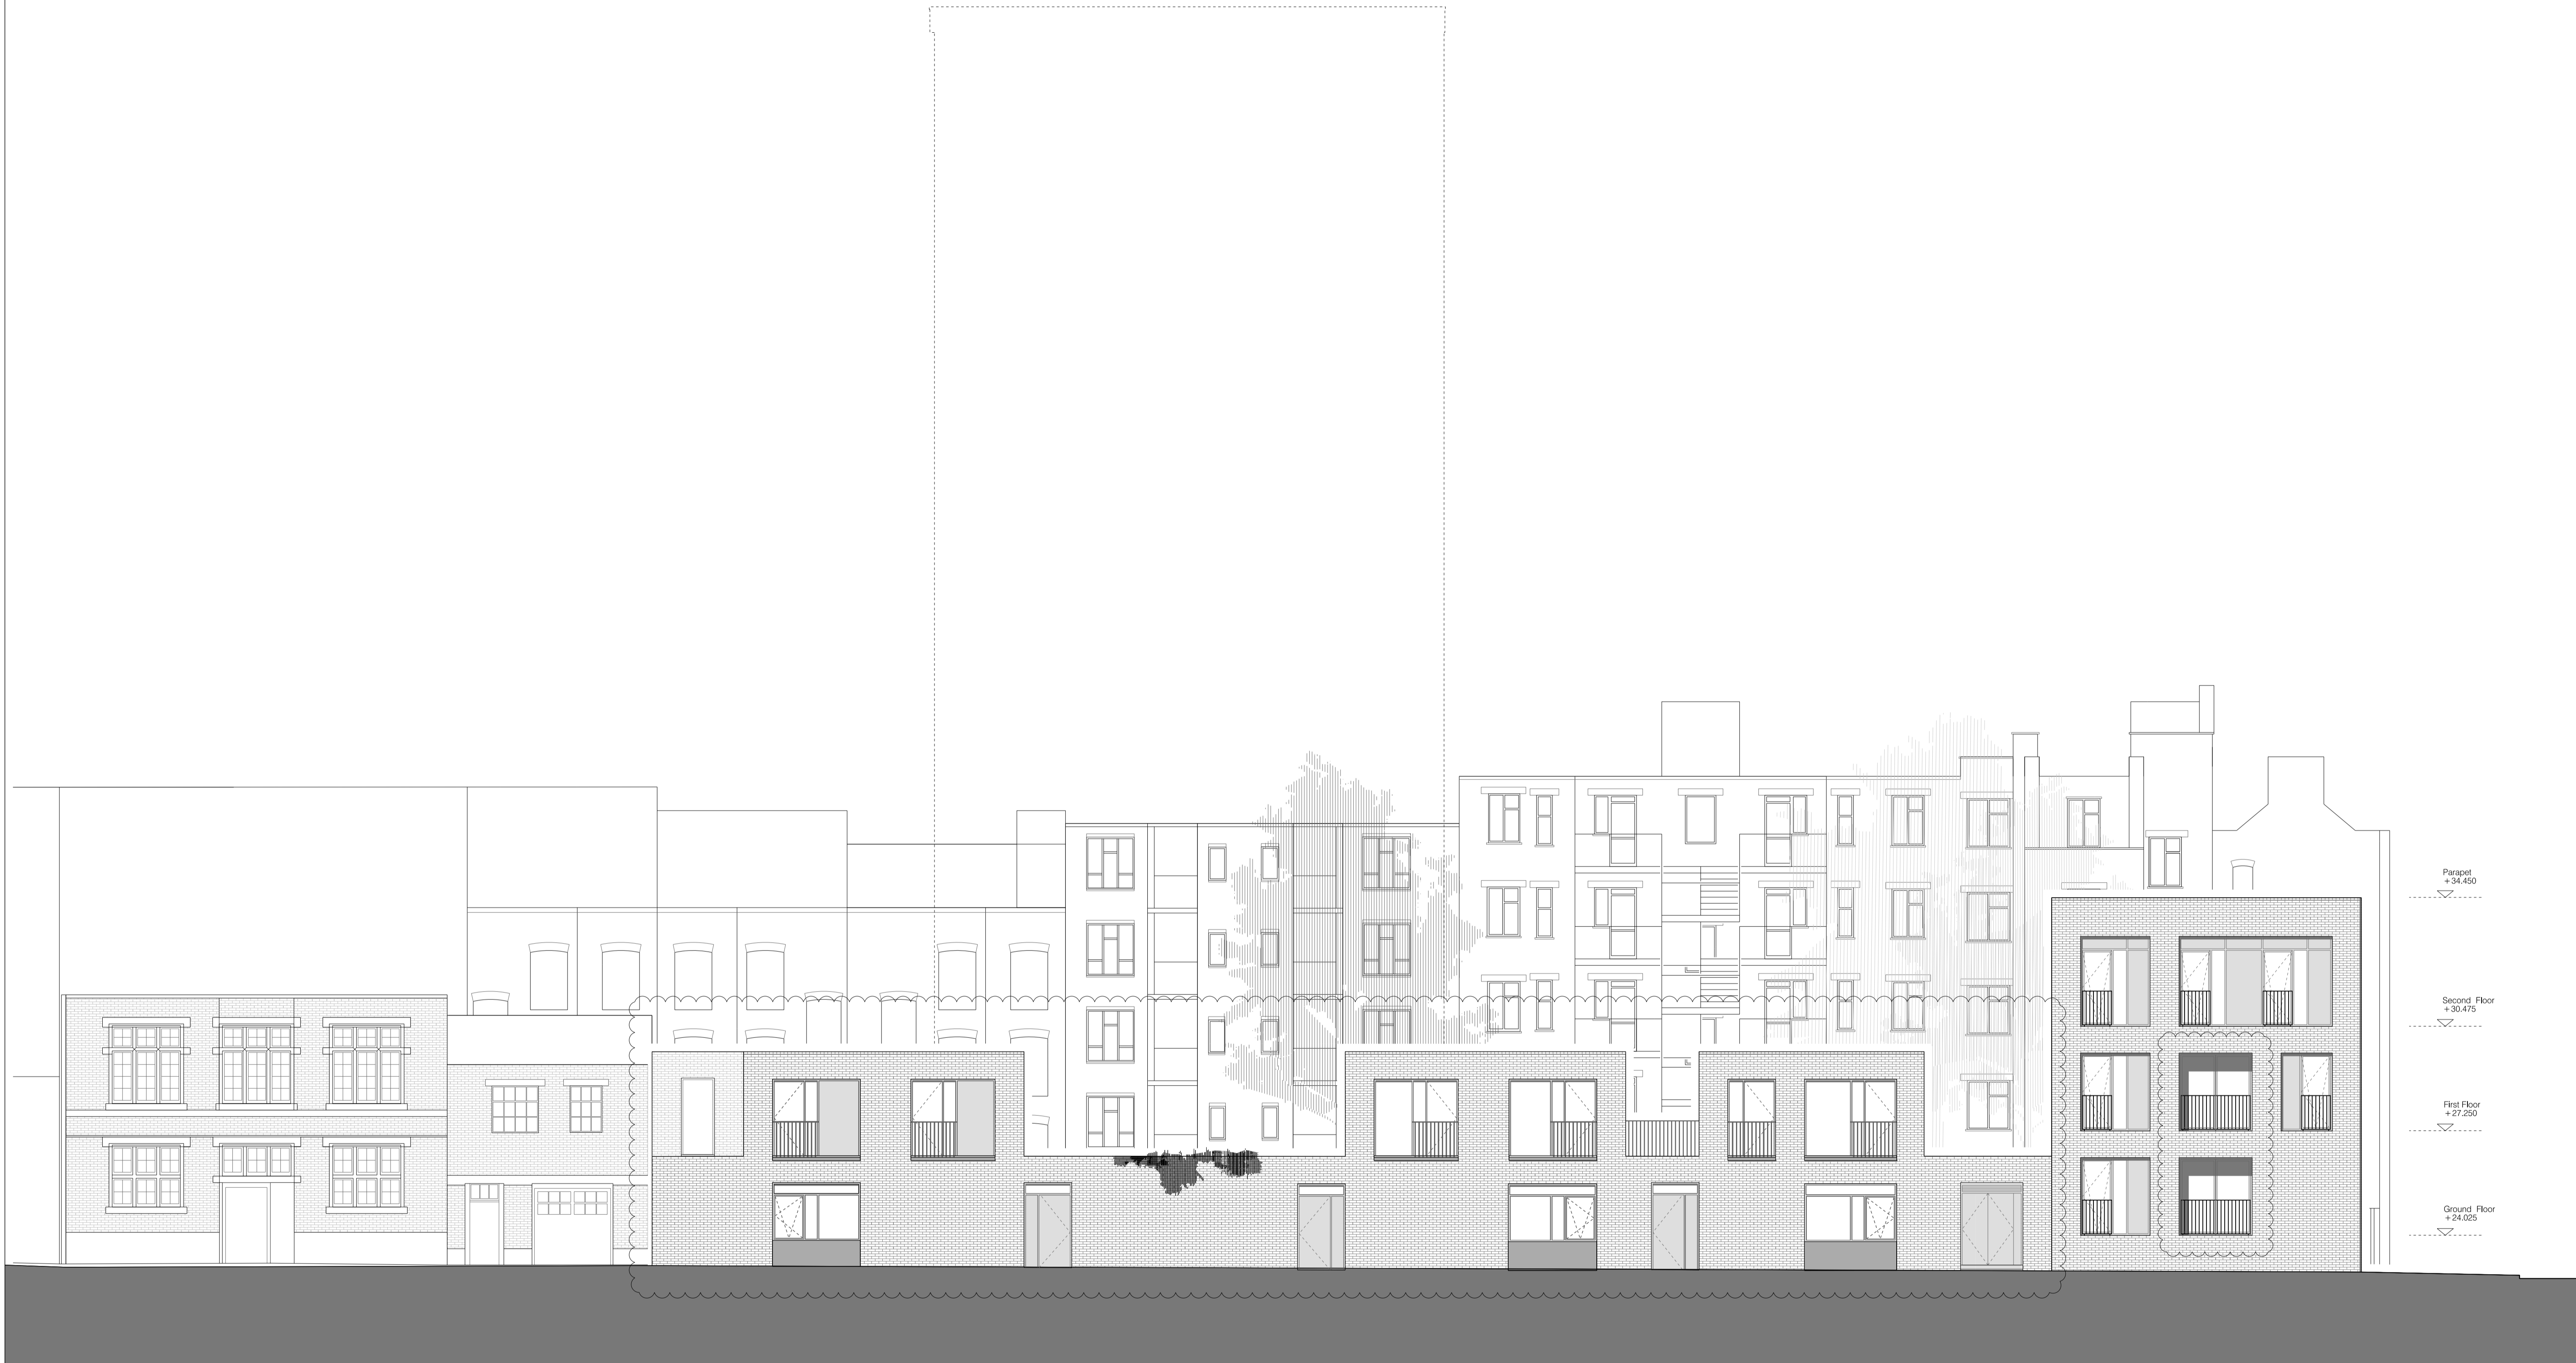 Parapet
+34.450
Second Floor
+30.475
First Floor
+27.250
Ground Floor
+24.025